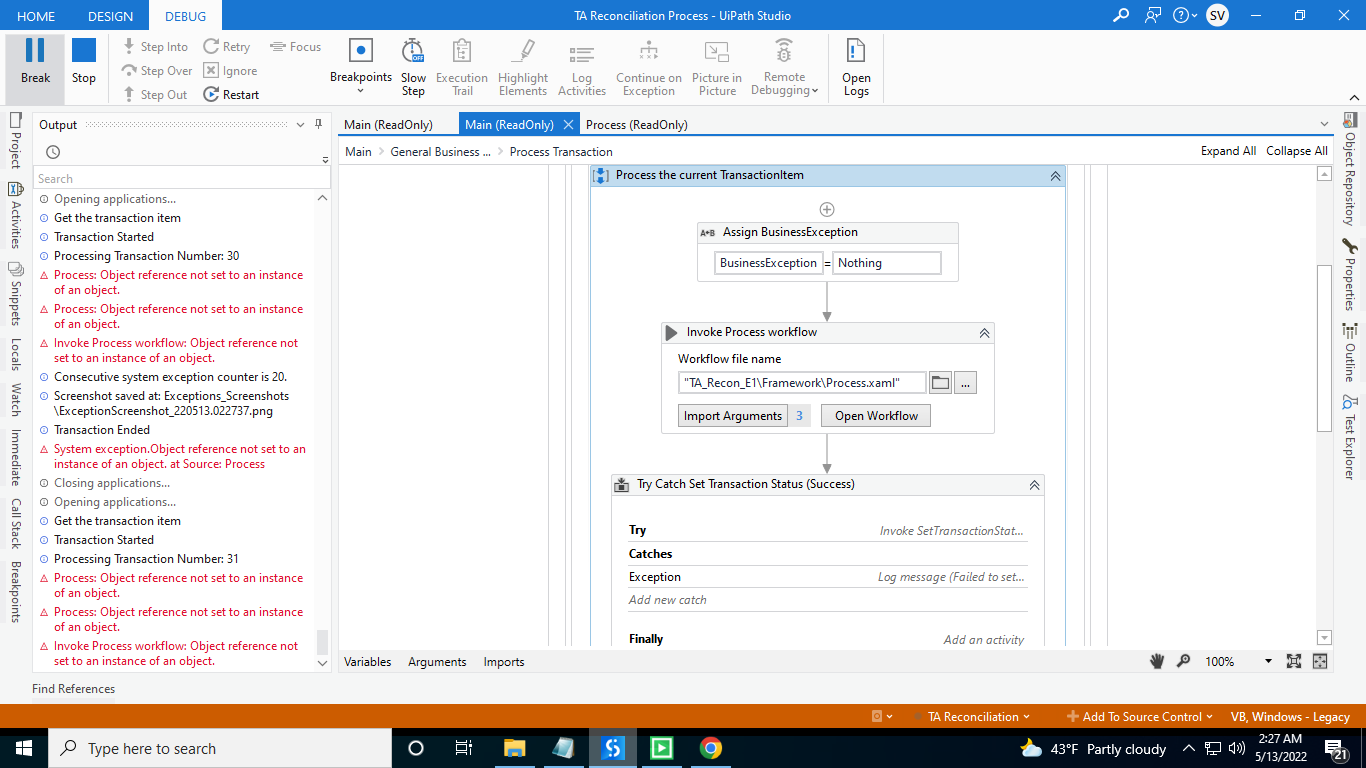 HOME
DESIGN
DEBUG
TA Reconciliation Process - UiPath Studio
SV
Break
Stop
Step Into
Step Over
Step Out
Retry
Ignore
Restart
Focus
Breakpoints
Slow
Step
OFF
Execution
Trail
Highlight
Elements
Log
Activities
Continue on
Exception
Picture in
Picture
Remote
Debugging
Open
Logs
Project
Activities
Snippets
Locals
Watch
Immediate
Call Stack
Breakpoints
Output
Search
Opening applications...
Get the transaction item
Transaction Started
Processing Transaction Number: 30
Process: Object reference not set to an instance
of an object.
Process: Object reference not set to an instance
of an object.
Invoke Process workflow: Object reference not
set to an instance of an object.
Consecutive system exception counter is 20.
Screenshot saved at: Exceptions_Screenshots
\ExceptionScreenshot_220513.022737.png
Transaction Ended
System exception.Object reference not set to an
instance of an object. at Source: Process
Closing applications...
Opening applications...
Get the transaction item
Transaction Started
Processing Transaction Number: 31
Process: Object reference not set to an instance
of an object.
Process: Object reference not set to an instance
of an object.
Invoke Process workflow: Object reference not
set to an instance of an object.
Find References
Main (ReadOnly)
Main (ReadOnly)
Process (ReadOnly)
Main
General Business ...
Process Transaction
Expand All
Collapse All
Process the current TransactionItem
A+B Assign BusinessException
BusinessException = Nothing
Invoke Process workflow
Workflow file name
"TA_Recon_E1\Framework\Process.xaml"
...
Import Arguments 3
Open Workflow
Try Catch Set Transaction Status (Success)
Try
Invoke SetTransactionStat...
Catches
Exception
Log message (Failed to set...
Add new catch
Finally
Add an activity
Variables
Arguments
Imports
100%
Object Repository
Properties
Outline
Test Explorer
TA Reconciliation
Add To Source Control
VB, Windows - Legacy
Type here to search
43°F Partly cloudy
2:27 AM
5/13/2022
21